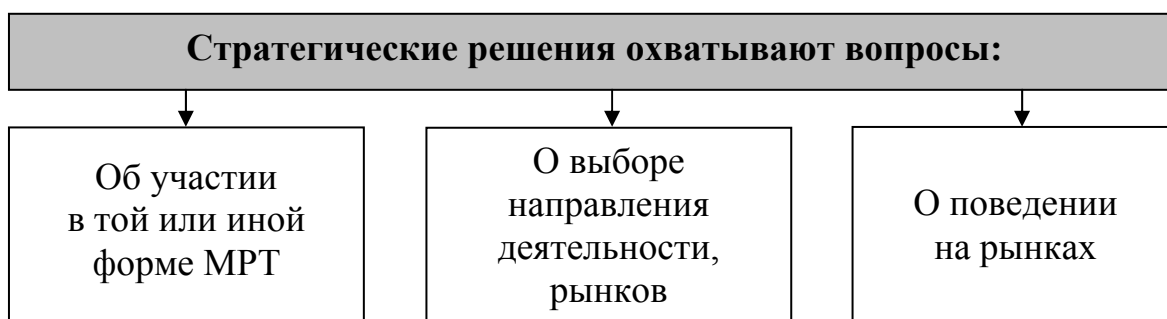 Стратегические решения охватывают вопросы:
Об участии
в той или иной
форме МРТ
О выборе
направления
деятельности,
рынков
О поведении
на рынках